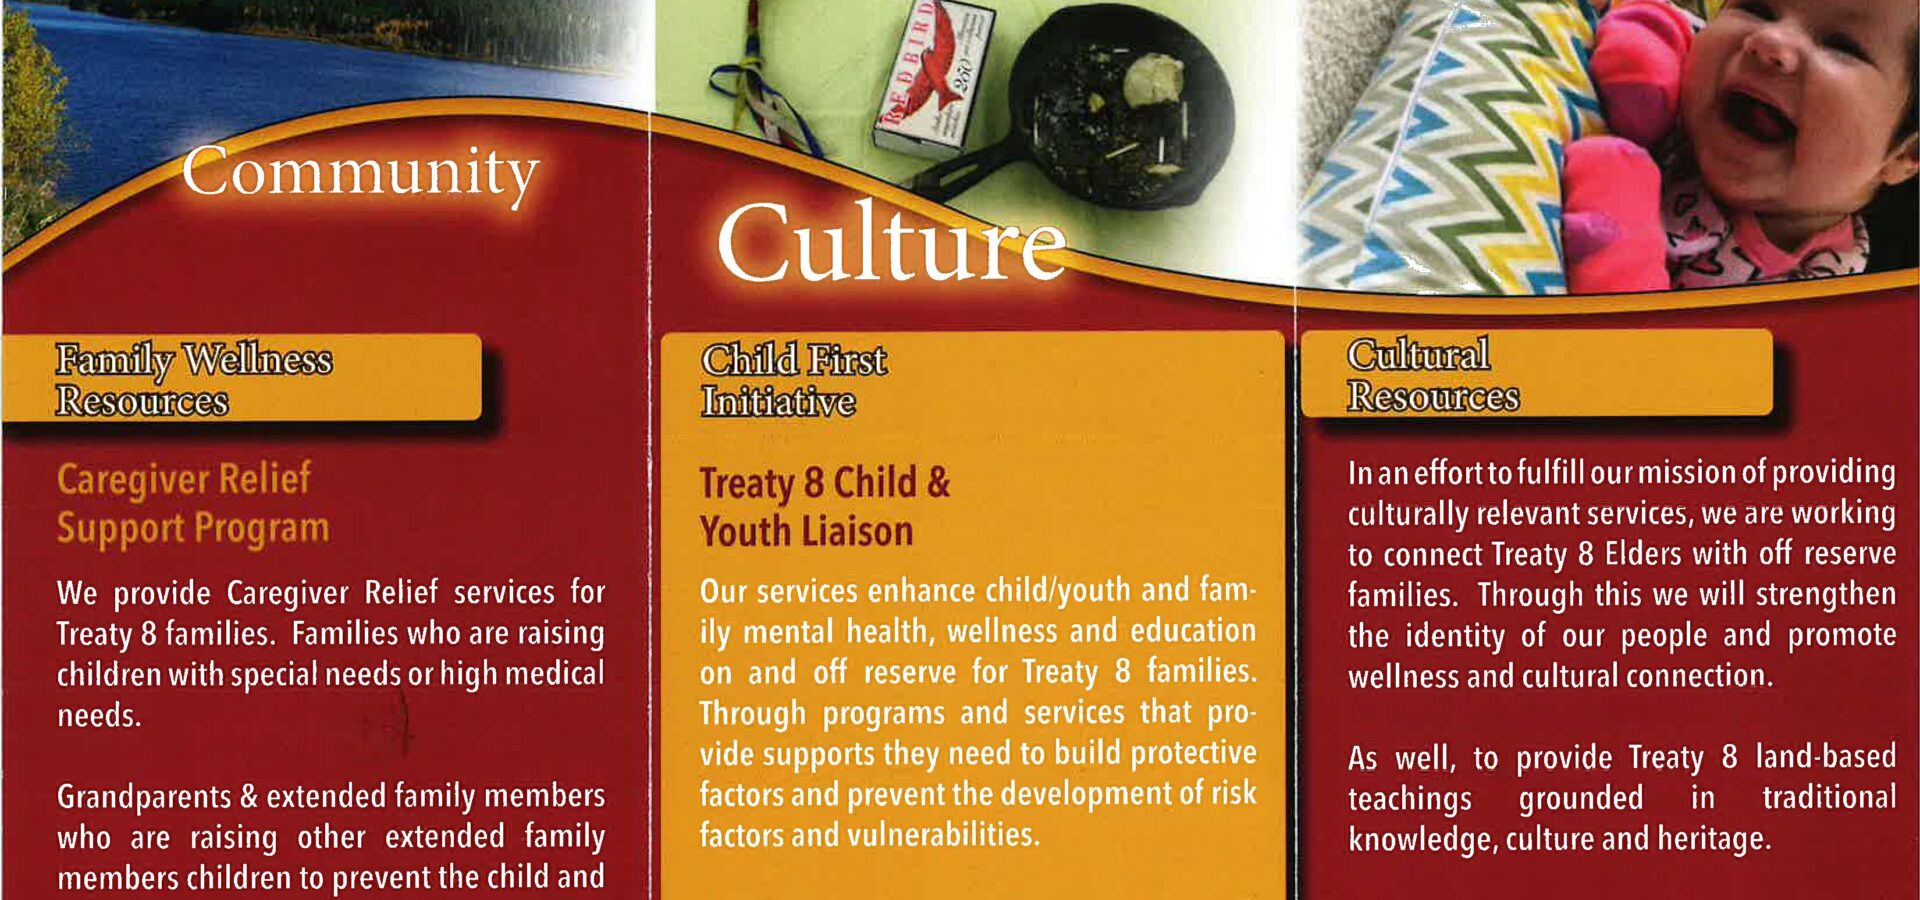 REDBIRD
250
Community
Culture
Family Wellness
Resources
Caregiver Relief
Support Program
We provide Caregiver Relief services for
Treaty 8 families. Families who are raising
children with special needs or high medical
needs.
Grandparents & extended family members
who are raising other extended family
members children to prevent the child and
Child First
Initiative
Treaty 8 Child &
Youth Liaison
Our services enhance child/youth and fam-
ily mental health, wellness and education
on and off reserve for Treaty 8 families.
Through programs and services that pro-
vide supports they need to build protective
factors and prevent the development of risk
factors and vulnerabilities.
Cultural
Resources
In an effort to fulfill our mission of providing
culturally relevant services, we are working
to connect Treaty 8 Elders with off reserve
families. Through this we will strengthen
the identity of our people and promote
wellness and cultural connection.
As well, to provide Treaty 8 land-based
teachings grounded in traditional
knowledge, culture and heritage.